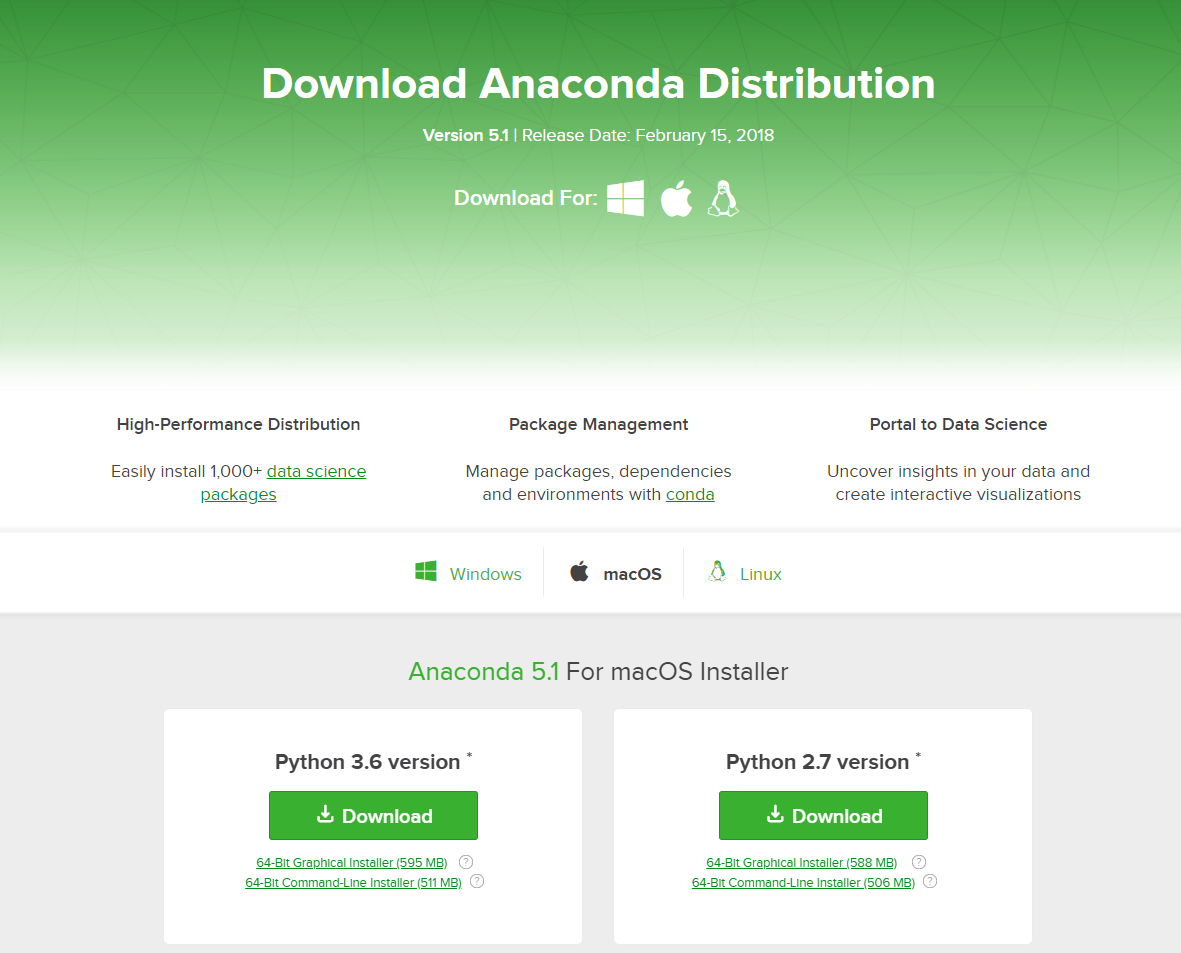 Download Anaconda Distribution
Version 5.1 | Release Date: February 15, 2018
Download For:
High-Performance Distribution
Easily install 1,000+ data science
packages
Package Management
Manage packages, dependencies
and environments with conda
Portal to Data Science
Uncover insights in your data and
create interactive visualizations
Windows
macOS
Linux
Anaconda 5.1 For macOS Installer
Python 3.6 version *
Download
64-Bit Graphical Installer (595 MB) ?
64-Bit Command-Line Installer (511 MB) ?
Python 2.7 version *
Download
64-Bit Graphical Installer (588 MB) ?
64-Bit Command-Line Installer (506 MB) ?